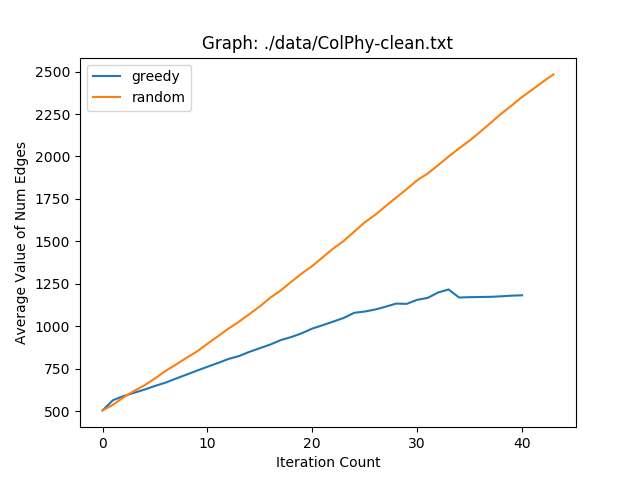 Graph: ./data/ColPhy-clean.txt
greedy
random
2500
2250
2000
1750
1500
1250
1000
750
500
Average Value of Num Edges
0 10 20 30 40
Iteration Count